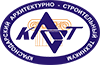 КРАСНОДАРСКИЙ АРХИТЕКТУРНО - СТРОИТЕЛЬНЫЙ ТЕХНИКУМ
КАСТ